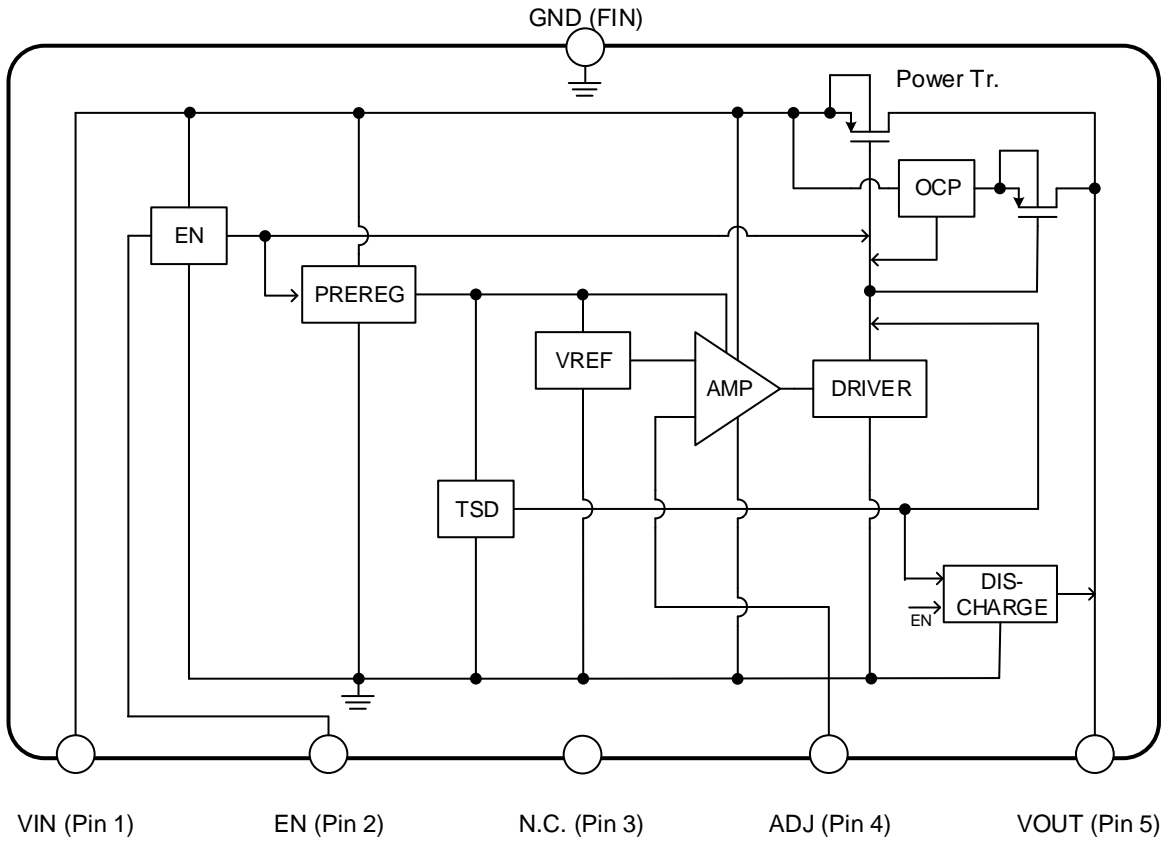 GND (FIN)
Power Tr.
OCP
EN
PREREG
VREF
AMP
DRIVER
TSD
DIS-
CHARGE
EN
VIN (Pin 1)
EN (Pin 2)
N.C. (Pin 3)
ADJ (Pin 4)
VOUT (Pin 5)